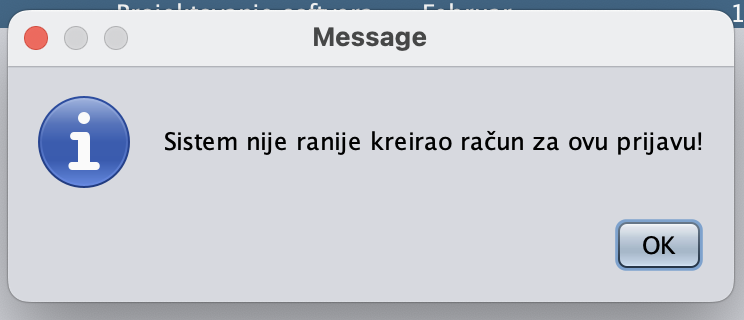 Message
Sistem nije ranije kreirao račun za ovu prijavu!
OK